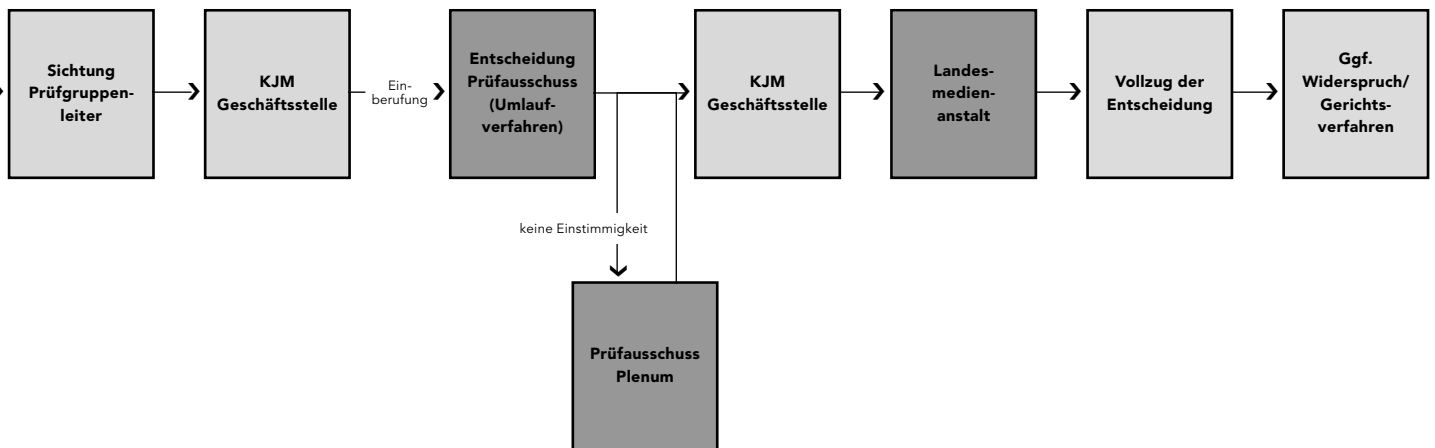 Sichtung
Prüfgruppen-
leiter
KJM
Geschäftsstelle
Ein-
berufung
Entscheidung
Prüfausschuss
(Umlauf-
verfahren)
KJM
Geschäftsstelle
Landes-
medien-
anstalt
Vollzug der
Entscheidung
Ggf.
Widerspruch/
Gerichts-
verfahren
keine Einstimmigkeit
Prüfausschuss
Plenum